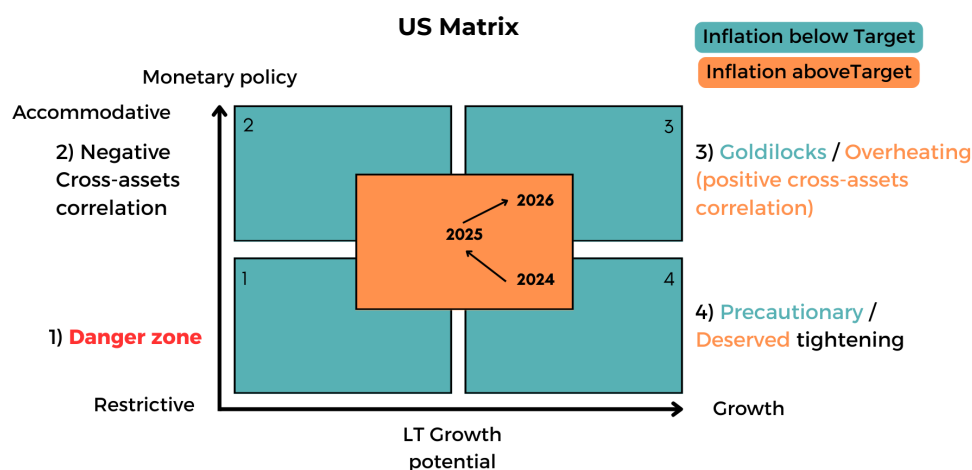 US Matrix
Inflation below Target
Inflation aboveTarget
Monetary policy
Accommodative
2) Negative
Cross-assets
correlation
2
3
3) Goldilocks / Overheating
(positive cross-assets
correlation)
2026
2025
2024
1
4
4) Precautionary /
Deserved tightening
1) Danger zone
Restrictive
Growth
LT Growth
potential